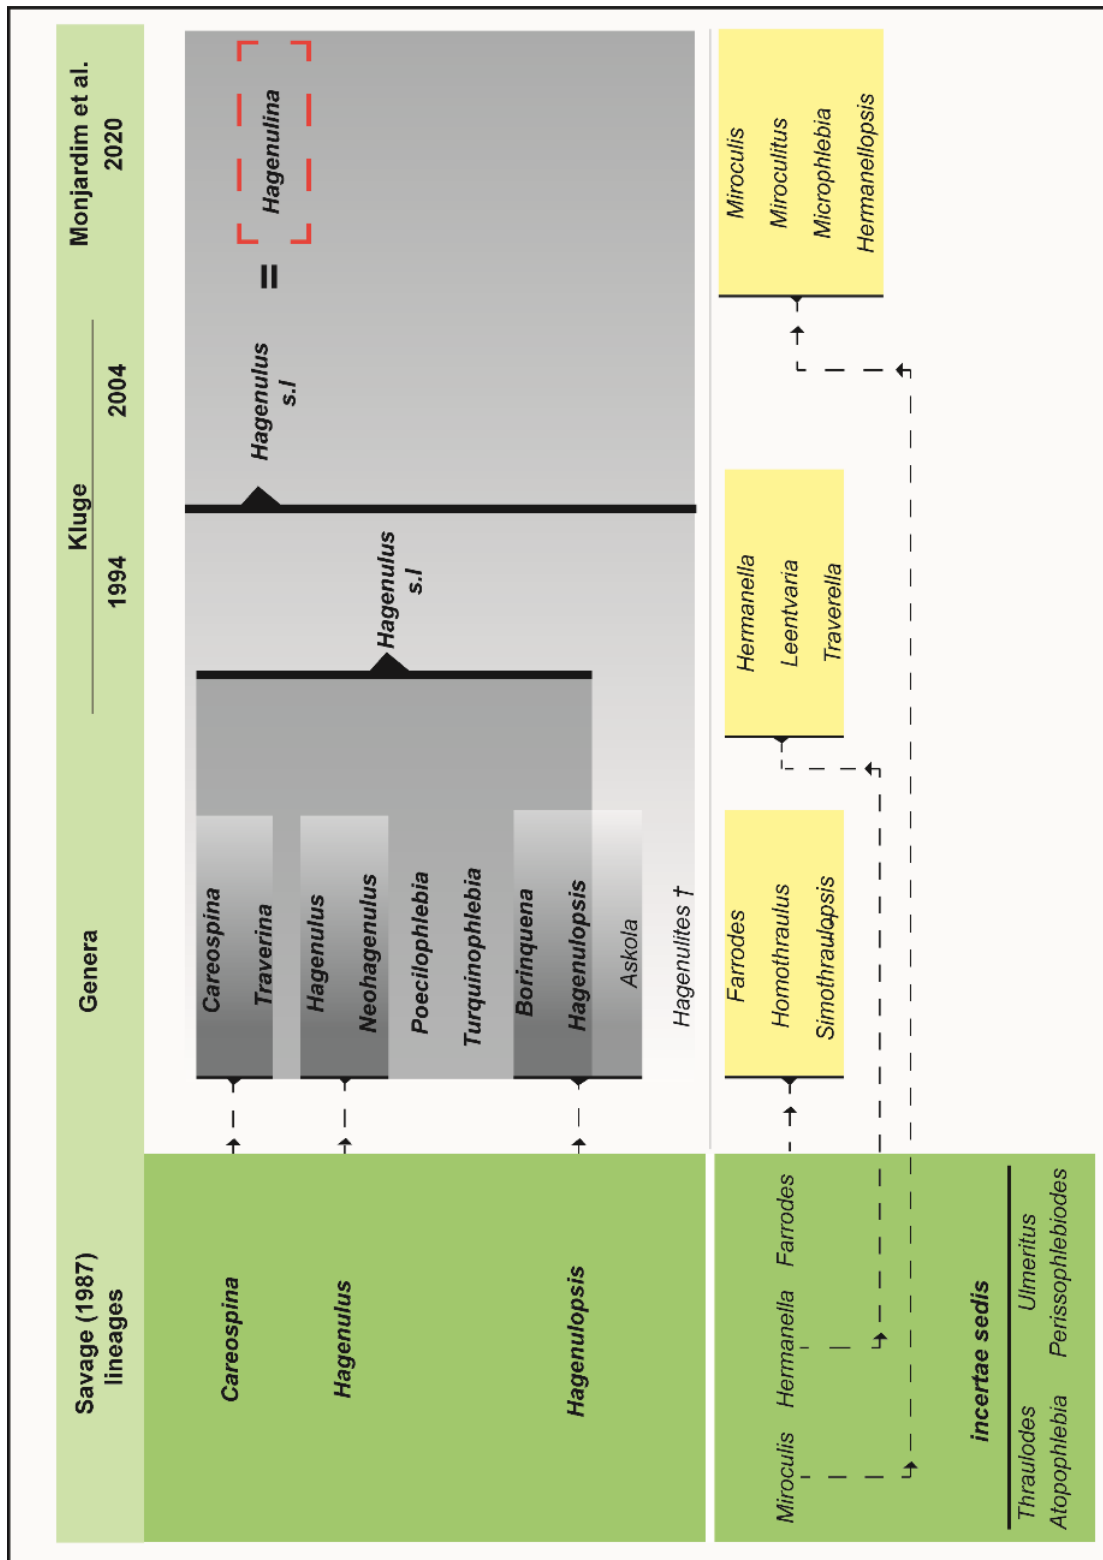 Savage (1987)
lineages
Genera
Kluge
1994
2004
Monjardim et al.
2020
Careospina
Hagenulus
Hagenulopsis
Careospina
Traverina
Hagenulus
Neohagenulus
Poecilophlebia
Turquinophlebia
Borinquena
Hagenulopsis
Askola
Hagenulites †
Hagenulus
s.l
Hagenulus
s.l
=
Hagenulina
Miroculis Hermanella Farrodes
incertae sedis
Thraulodes Ulmeritus
Atopophlebia Perissophlebiodes
Farrodes
Homothraulus
Simothraulopsis
Hermanella
Leentvaria
Traverella
Miroculis
Miroculitus
Microphlebia
Hermanellopsis